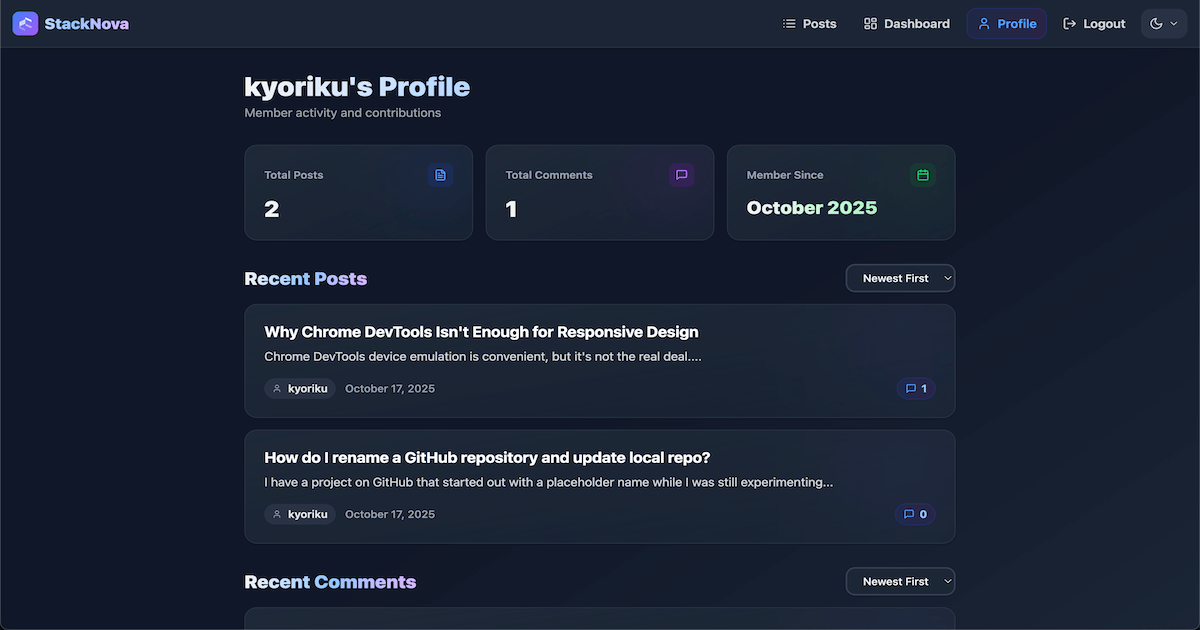 StackNova
Posts
Dashboard
Profile
Logout
kyoriku's Profile
Member activity and contributions
Total Posts
2
Total Comments
1
Member Since
October 2025
Recent Posts
Newest First
Why Chrome DevTools Isn't Enough for Responsive Design
Chrome DevTools device emulation is convenient, but it's not the real deal....
kyoriku October 17, 2025
1
How do I rename a GitHub repository and update local repo?
I have a project on GitHub that started out with a placeholder name while I was still experimenting...
kyoriku October 17, 2025
0
Recent Comments
Newest First